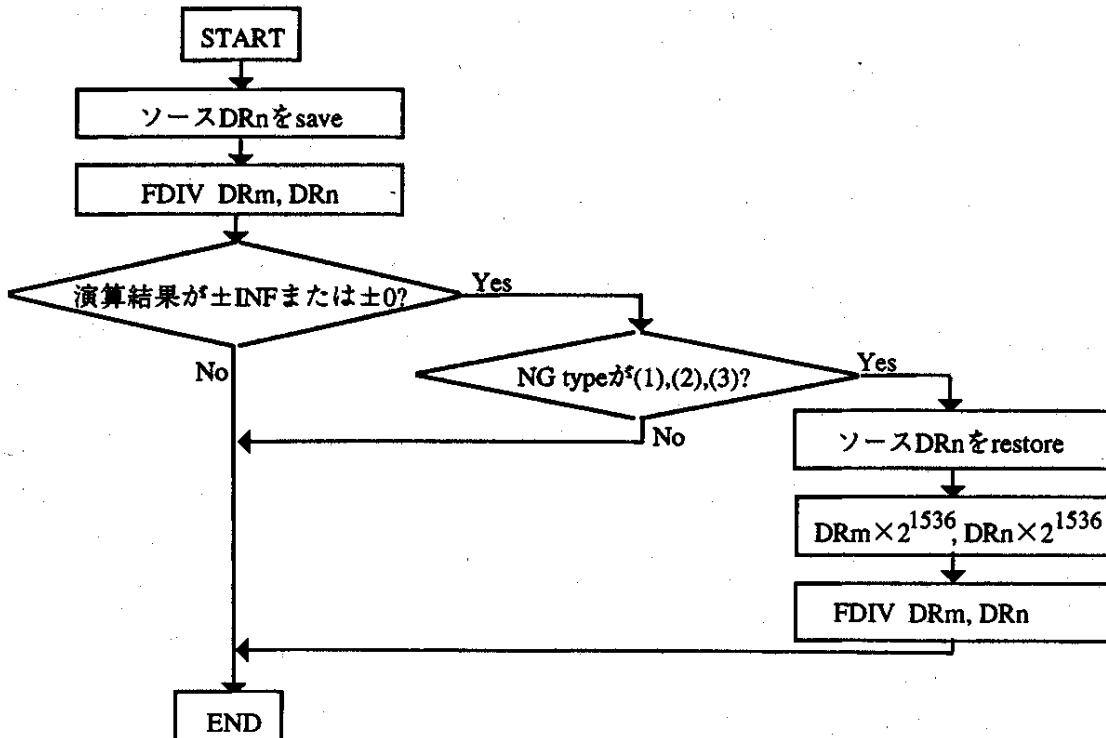 START
ソースDRnをsave
FDIV DRm, DRn
演算結果が±INFまたは±0?
Yes
No
NG typeが(1),(2),(3)?
Yes
No
ソースDRnをrestore
DRm×2^1536, DRn×2^1536
FDIV DRm, DRn
END